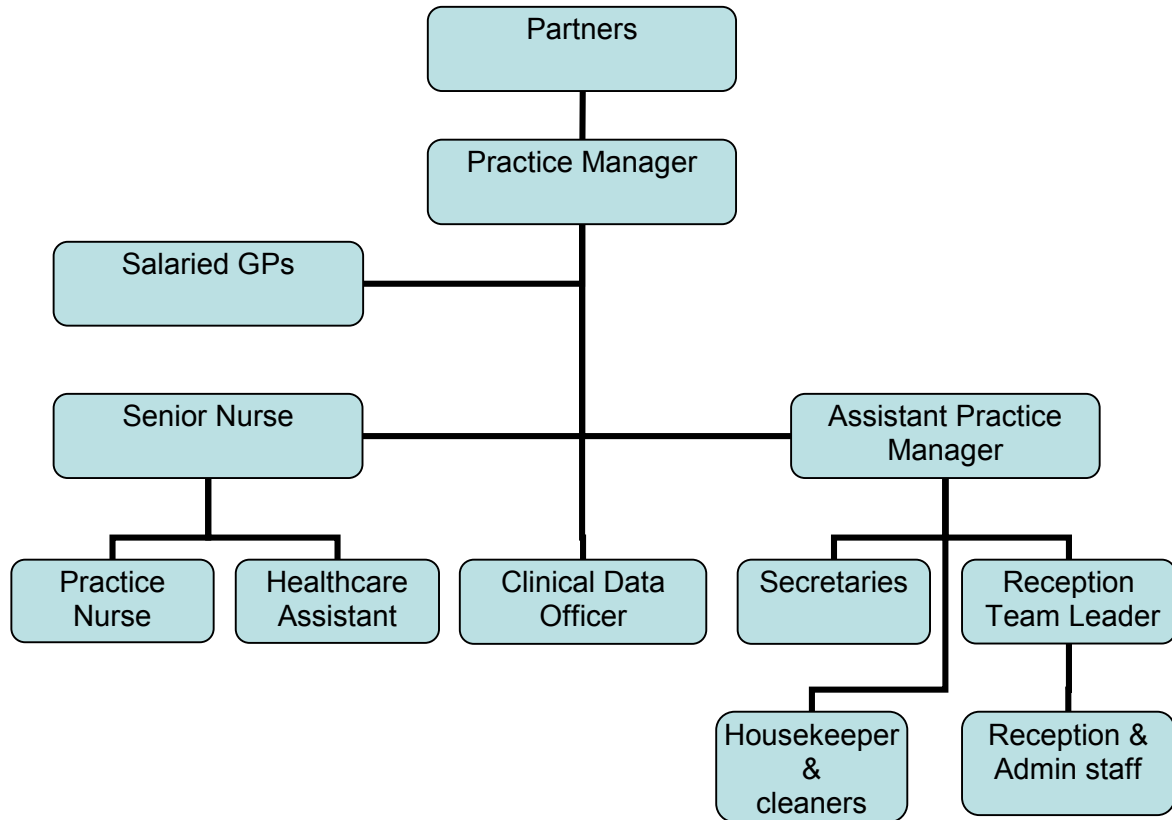 Partners
Practice Manager
Salaried GPs
Senior Nurse
Assistant Practice
Manager
Practice
Nurse
Healthcare
Assistant
Clinical Data
Officer
Secretaries
Reception
Team Leader
Housekeeper
&
cleaners
Reception &
Admin staff